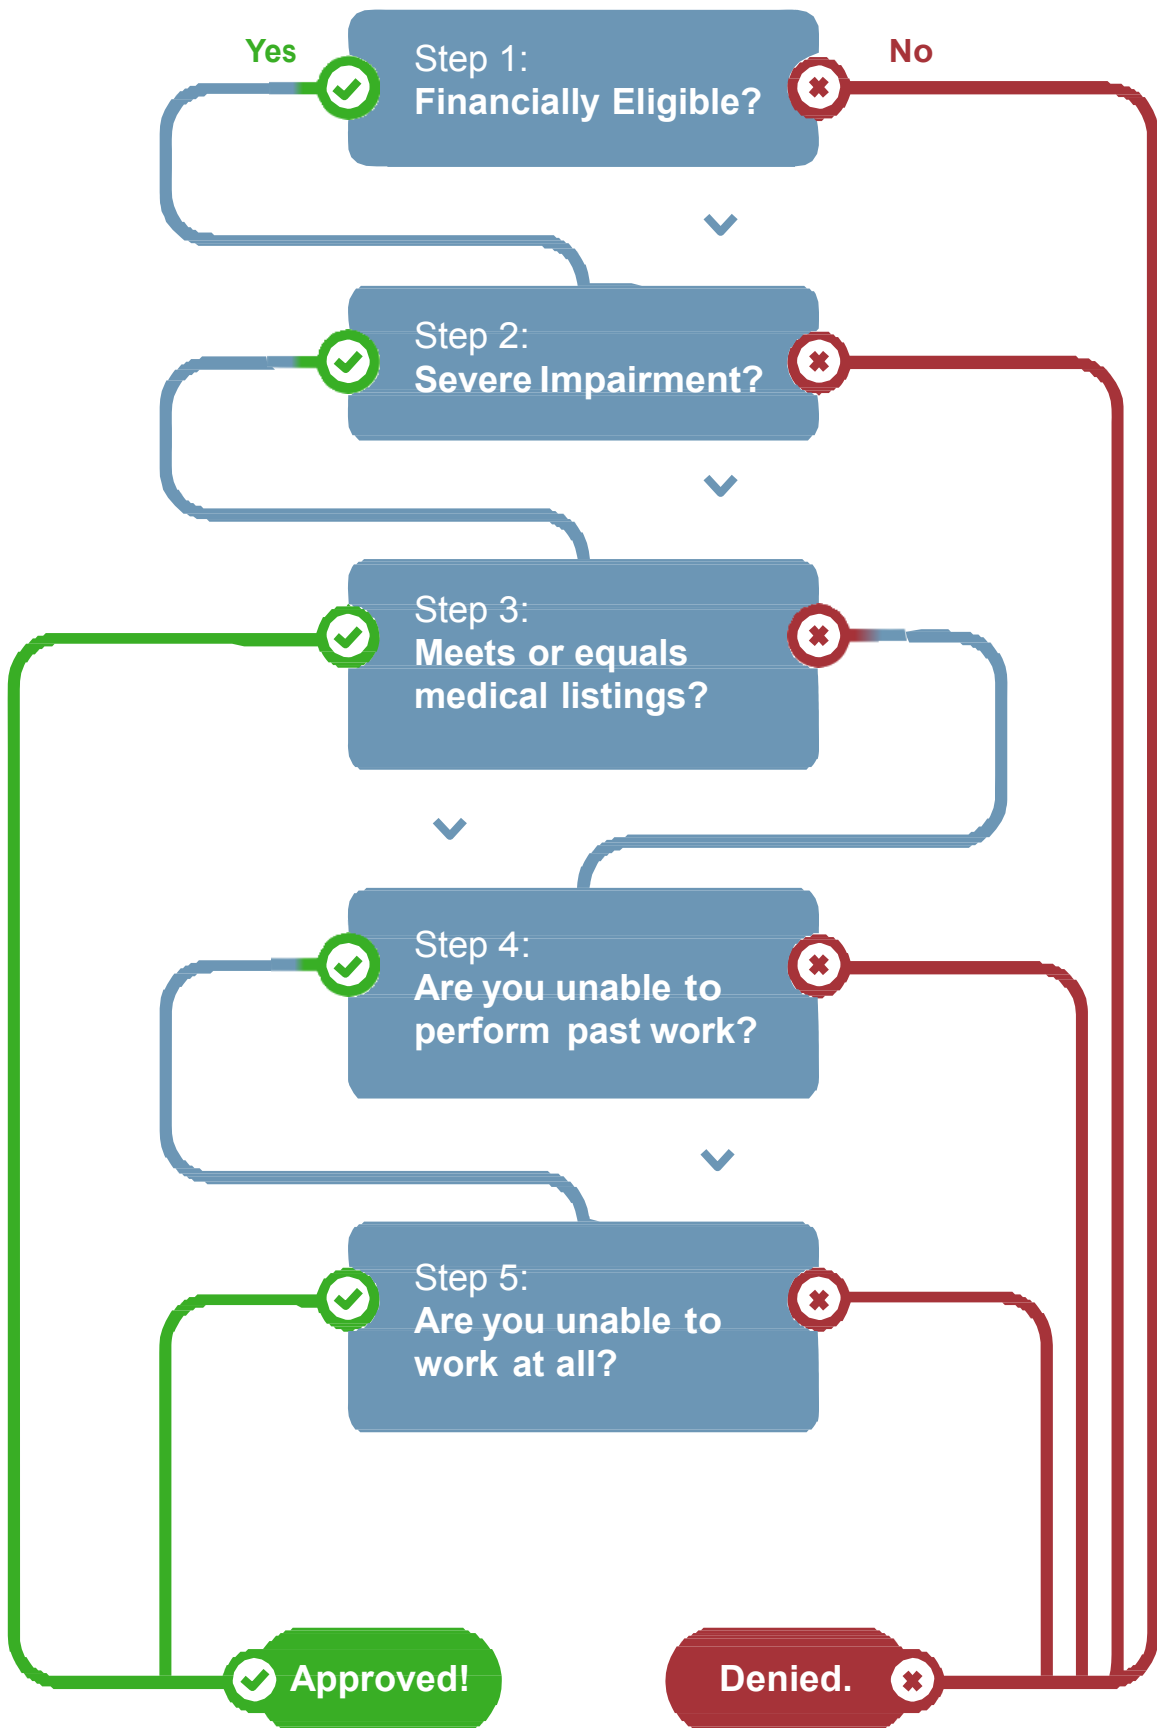 Yes
No
Step 1:
Financially Eligible?
Step 2:
Severe Impairment?
Step 3:
Meets or equals
medical listings?
Step 4:
Are you unable to
perform past work?
Step 5:
Are you unable to
work at all?
Approved!
Denied.